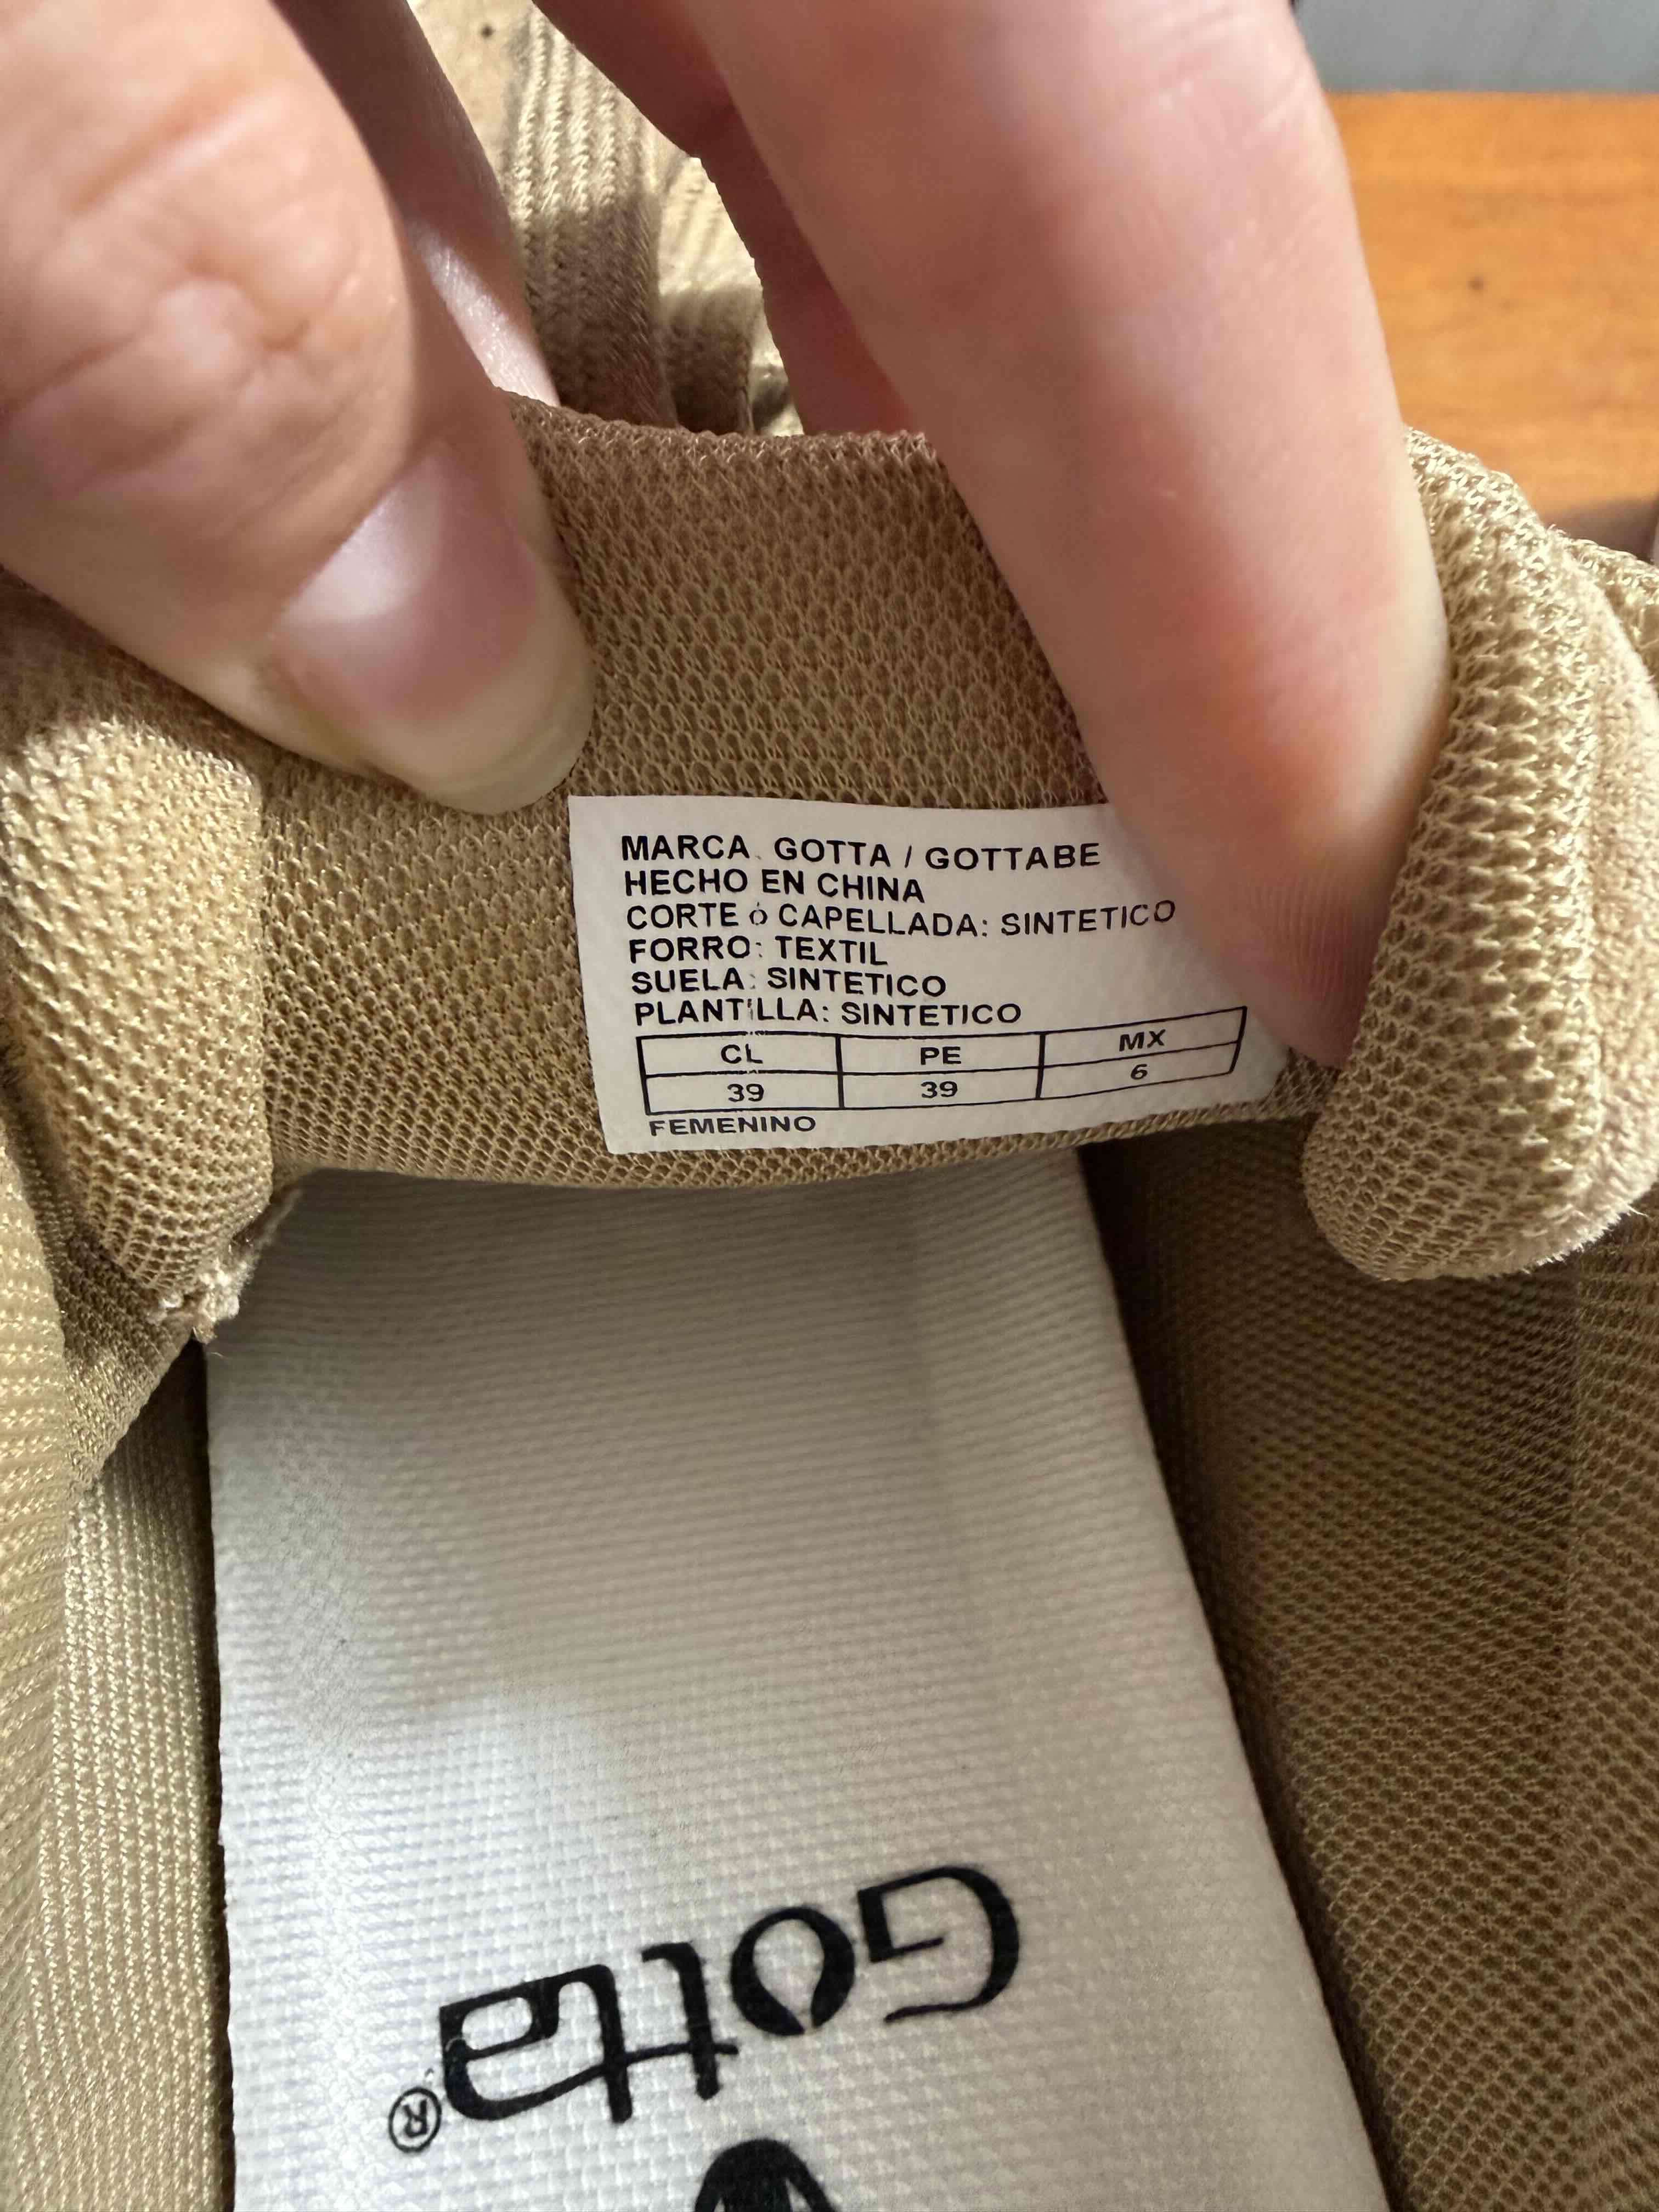 MARCA. GOTTA / GOTTABE
HECHO EN CHINA
CORTE ó CAPELLADA: SINTETICO
FORRO: TEXTIL
SUELA: SINTETICO
PLANTILLA: SINTETICO
CL PE MX
39 39 6
FEMENINO
Gotta®